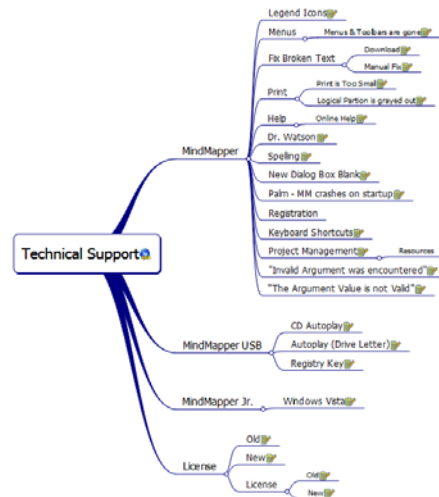 Legend Icons
Menus
Menus & Toolbars are gone
Fix Broken Text
Download
Manual Fix
Print
Print is Too Small
Logical Partion is grayed out
Help
Online Help
MindMapper
Dr. Watson
Speling
New Dialog Box Blank
Palm - MM crashes on startup
Registration
Keyboard Shortcuts
Project Management
Resources
"Invalid Argument was encountered"
"The Argument Value is not Valid"
Technical Support
MindMapper USB
CD Autoplay
Autoplay (Drive Letter)
Registry Key
MindMapper Jr.
Windows Vista
License
Old
New
License
Old
New